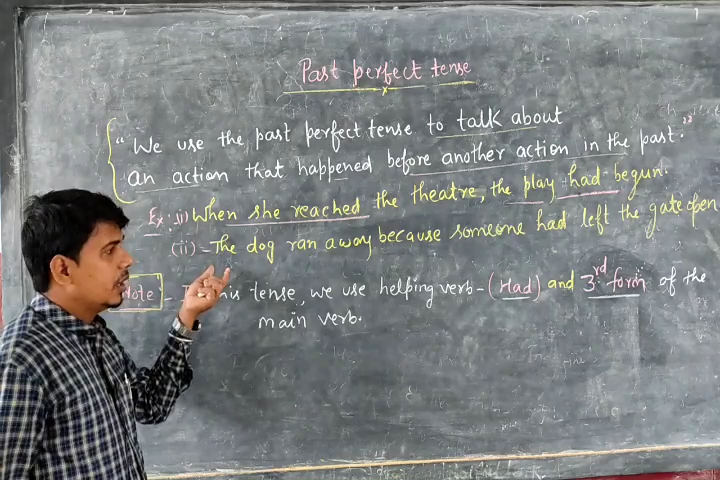 Past perfect tense
"We use the past perfect tense to talk about
an action that happened before another action in the past."
Ex:- (i) When she reached the theatre, the play had begun.
(ii) - The dog ran away because someone had left the gate open
Note - In this tense, we use helping verb - (Had) and 3rd form of the
main verb.